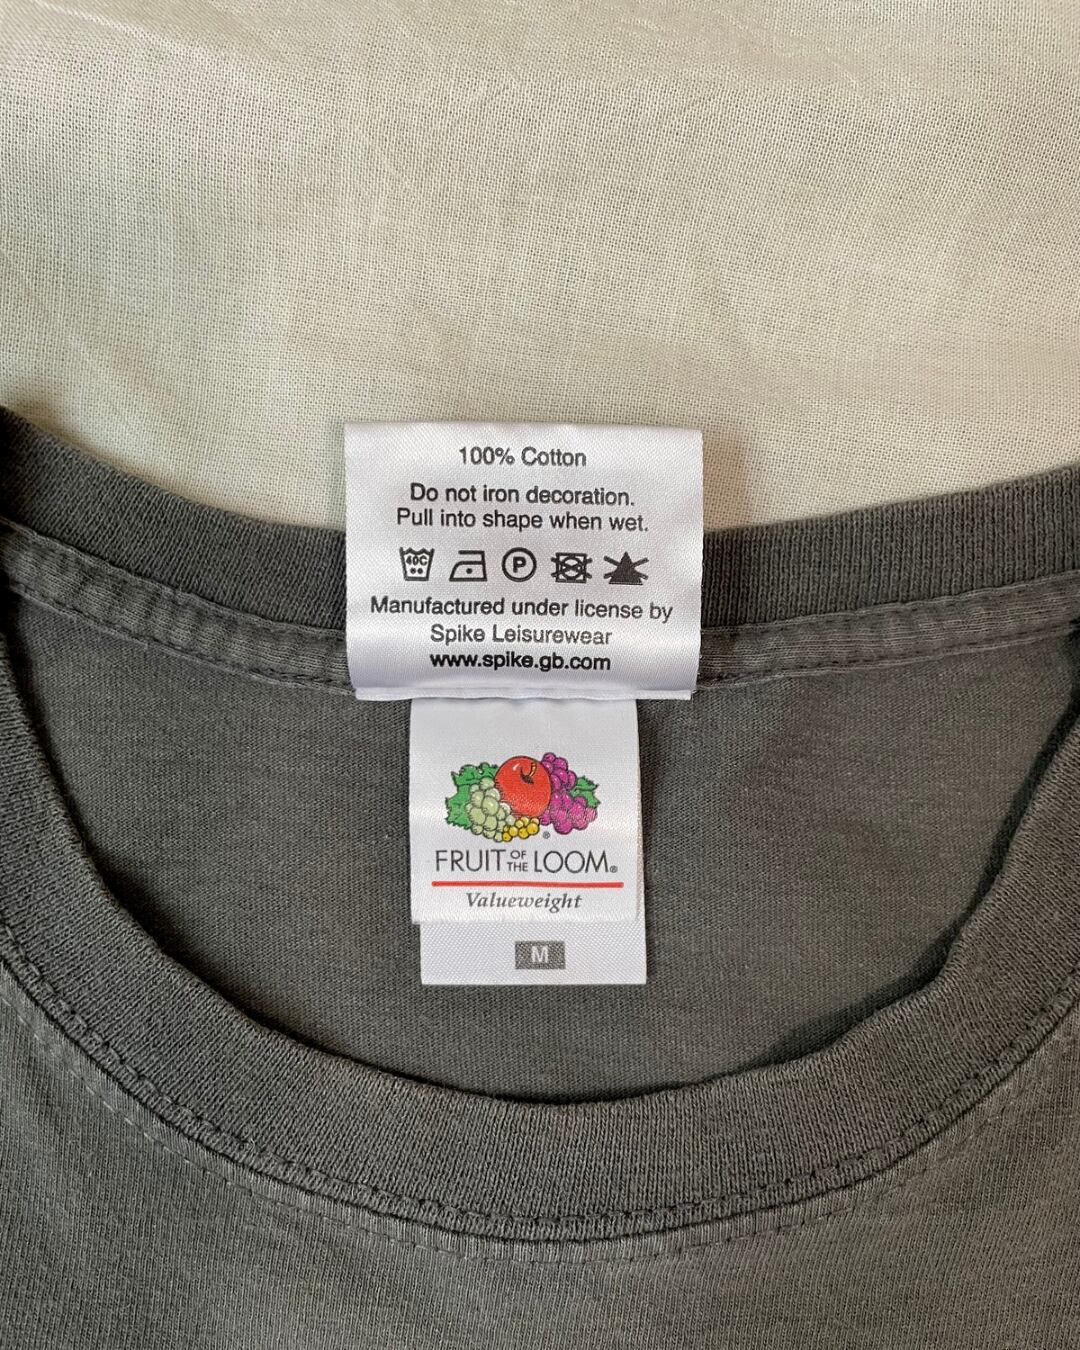 100% Cotton
Do not iron decoration.
Pull into shape when wet.
40C P
Manufactured under license by
Spike Leisurewear
www.spike.gb.com
FRUIT OF THE LOOM®
Valueweight
M